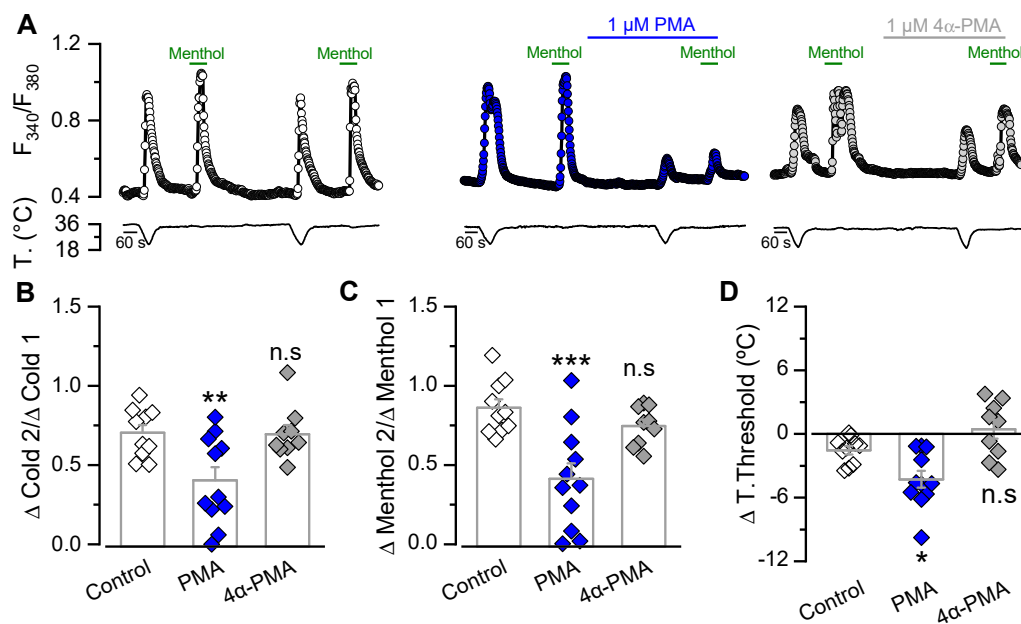 A
1 µM PMA
1 µM 4α-PMA
Menthol
Menthol
Menthol
Menthol
Menthol
Menthol
F340/F380
1.2
0.8
0.4
T. (°C)
36
18
60 s
60 s
60 s
B
Δ Cold 2/Δ Cold 1
1.5
1.0
0.5
0.0
**
n.s
Control
PMA
4α-PMA
C
Δ Menthol 2/Δ Menthol 1
1.5
1.0
0.5
0.0
***
n.s
Control
PMA
4α-PMA
D
Δ T.Threshold (ºC)
12
6
0
-6
-12
*
n.s
Control
PMA
4α-PMA